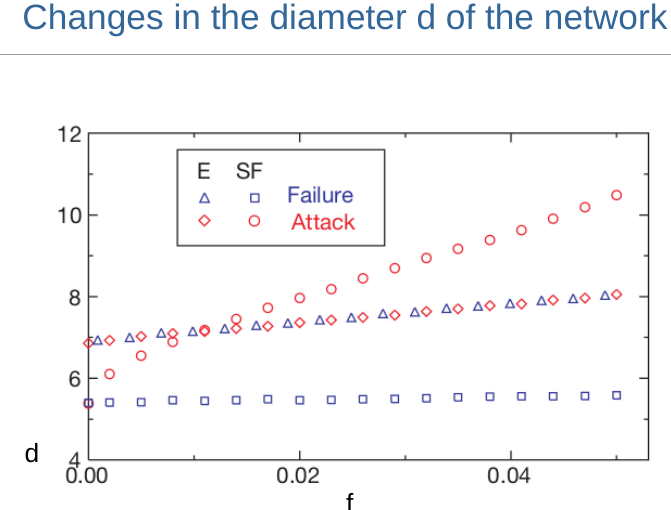 Changes in the diameter d of the network
12
E SF
Failure
Attack
10
8
6
d
4
0.00 0.02 0.04
f